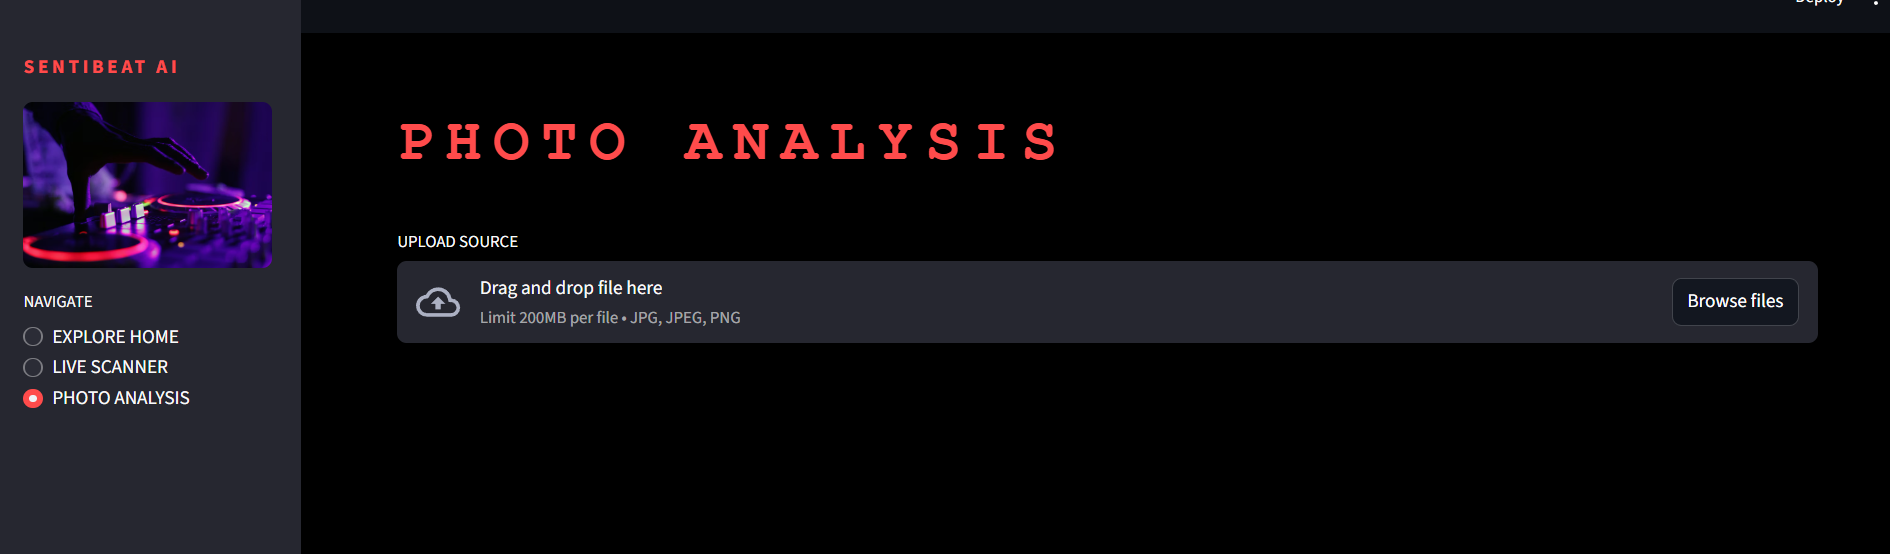 Deploy
SENTIBEAT AI
NAVIGATE
EXPLORE HOME
LIVE SCANNER
PHOTO ANALYSIS
PHOTO ANALYSIS
UPLOAD SOURCE
Drag and drop file here
Limit 200MB per file • JPG, JPEG, PNG
Browse files